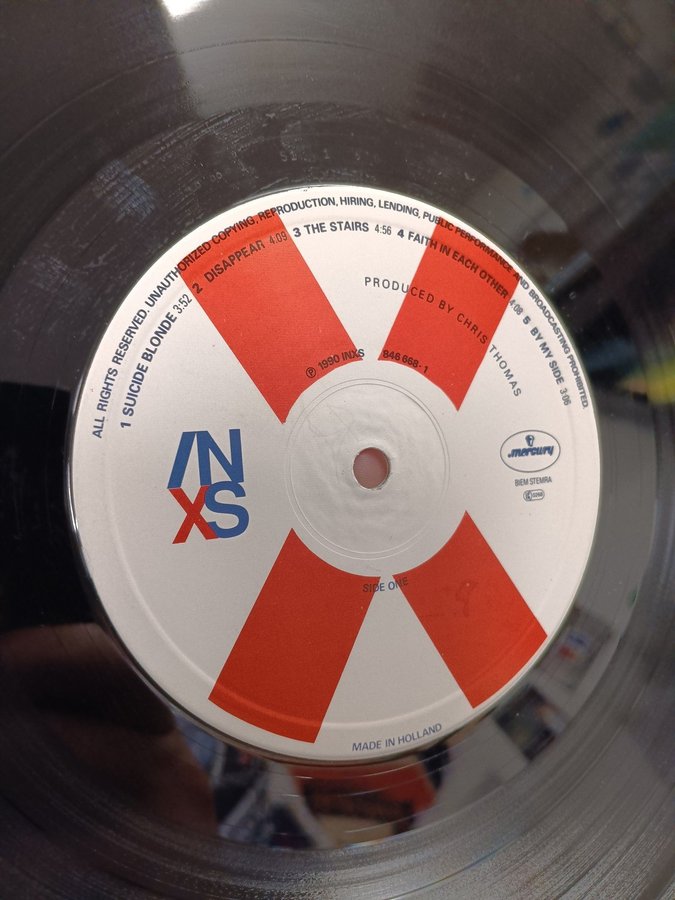 ALL RIGHTS RESERVED. UNAUTHORIZED COPYING. REPRODUCTION, HIRING, LENDING, PUBLIC PERFORMANCE AND BROADCASTING PROHIBITED.
1 SUICIDE BLONDE 3:52 2 DISAPPEAR 4:09 3 THE STAIRS 4:56 4 FAITH IN EACH OTHER 4:08 5 BY MY SIDE 3:06
PRODUCED BY CHRIS THOMAS
℗ 1990 INXS 846 668-1
INXS
mercury
BIEM STEMRA
SIDE ONE
MADE IN HOLLAND